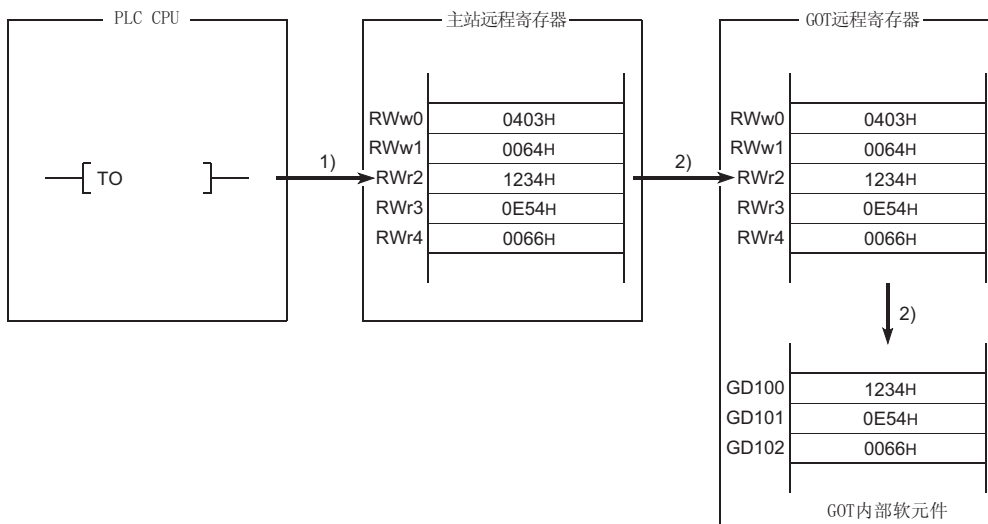 PLC CPU
TO
1)
主站远程寄存器
RWw0 0403H
RWw1 0064H
RWr2 1234H
RWr3 0E54H
RWr4 0066H
2)
GOT远程寄存器
RWw0 0403H
RWw1 0064H
RWr2 1234H
RWr3 0E54H
RWr4 0066H
2)
GD100 1234H
GD101 0E54H
GD102 0066H
GOT内部软元件